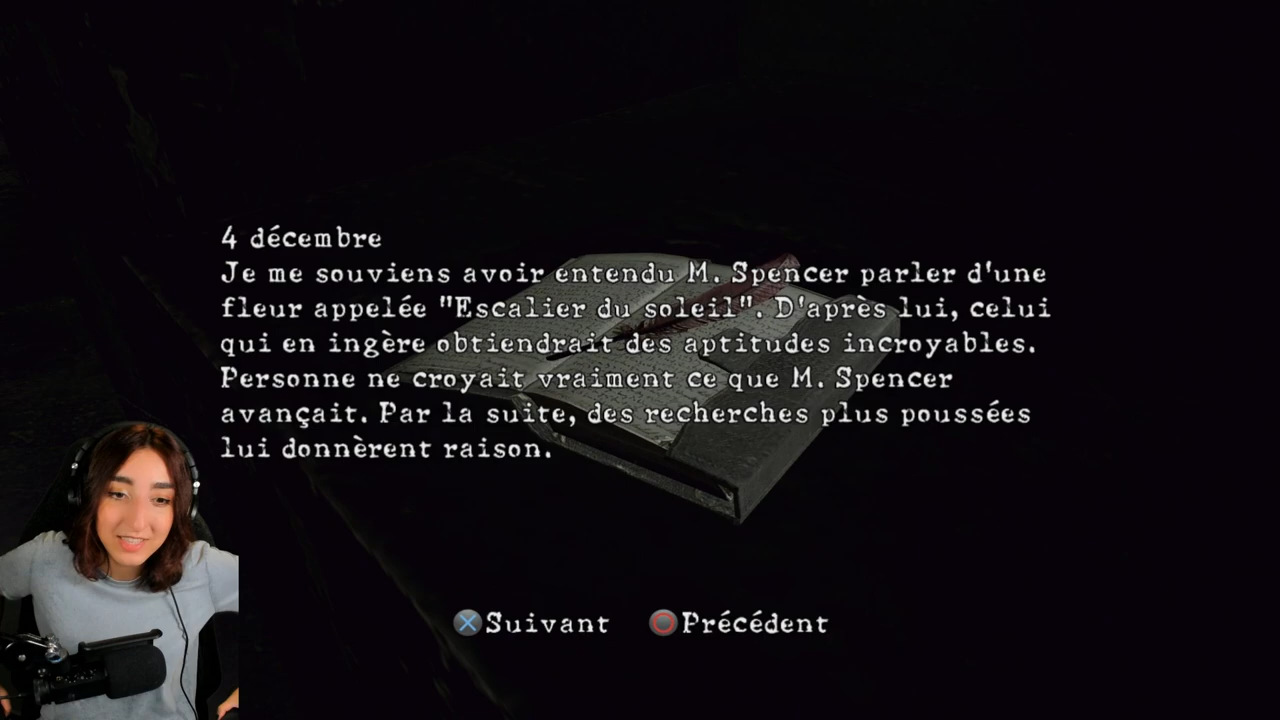 4 décembre
Je me souviens avoir entendu M. Spencer parler d'une
fleur appelée "Escalier du soleil". D'après lui, celui
qui en ingère obtiendrait des aptitudes incroyables.
Personne ne croyait vraiment ce que M. Spencer
avançait. Par la suite, des recherches plus poussées
lui donnèrent raison.
Suivant Précédent